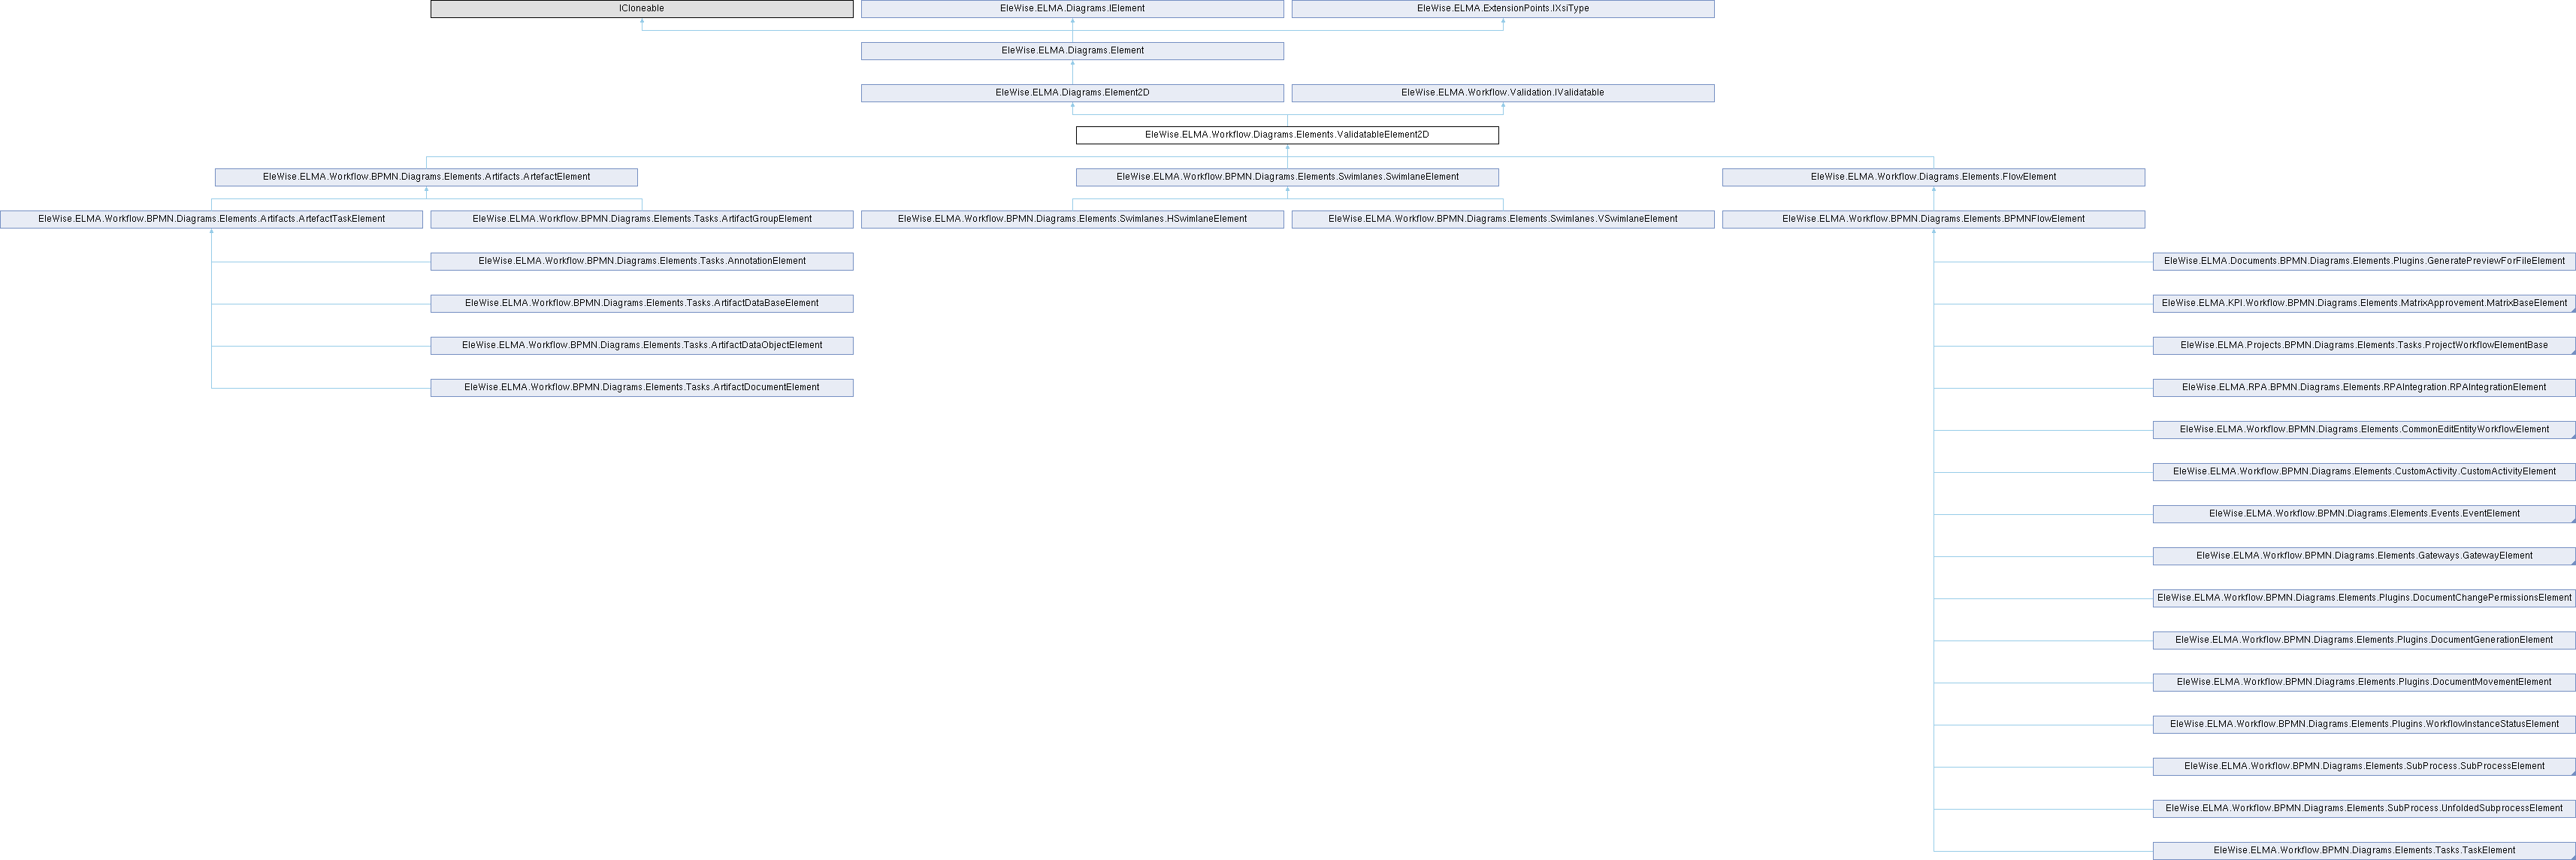 ICloneable
EleWise.ELMA.Diagrams.IElement
EleWise.ELMA.ExtensionPoints.IXsiType
EleWise.ELMA.Diagrams.Element
EleWise.ELMA.Diagrams.Element2D
EleWise.ELMA.Workflow.Validation.IValidatable
EleWise.ELMA.Workflow.Diagrams.Elements.ValidatableElement2D
EleWise.ELMA.Workflow.BPMN.Diagrams.Elements.Artifacts.ArtefactElement
EleWise.ELMA.Workflow.BPMN.Diagrams.Elements.Swimlanes.SwimlaneElement
EleWise.ELMA.Workflow.Diagrams.Elements.FlowElement
EleWise.ELMA.Workflow.BPMN.Diagrams.Elements.Artifacts.ArtefactTaskElement
EleWise.ELMA.Workflow.BPMN.Diagrams.Elements.Tasks.ArtifactGroupElement
EleWise.ELMA.Workflow.BPMN.Diagrams.Elements.Swimlanes.HSwimlaneElement
EleWise.ELMA.Workflow.BPMN.Diagrams.Elements.Swimlanes.VSwimlaneElement
EleWise.ELMA.Workflow.BPMN.Diagrams.Elements.BPMNFlowElement
EleWise.ELMA.Workflow.BPMN.Diagrams.Elements.Tasks.AnnotationElement
EleWise.ELMA.Documents.BPMN.Diagrams.Elements.Plugins.GeneratePreviewForFileElement
EleWise.ELMA.Workflow.BPMN.Diagrams.Elements.Tasks.ArtifactDataBaseElement
EleWise.ELMA.KPI.Workflow.BPMN.Diagrams.Elements.MatrixApprovement.MatrixBaseElement
EleWise.ELMA.Workflow.BPMN.Diagrams.Elements.Tasks.ArtifactDataObjectElement
EleWise.ELMA.Projects.BPMN.Diagrams.Elements.Tasks.ProjectWorkflowElementBase
EleWise.ELMA.Workflow.BPMN.Diagrams.Elements.Tasks.ArtifactDocumentElement
EleWise.ELMA.RPA.BPMN.Diagrams.Elements.RPAIntegration.RPAIntegrationElement
EleWise.ELMA.Workflow.BPMN.Diagrams.Elements.CommonEditEntityWorkflowElement
EleWise.ELMA.Workflow.BPMN.Diagrams.Elements.CustomActivity.CustomActivityElement
EleWise.ELMA.Workflow.BPMN.Diagrams.Elements.Events.EventElement
EleWise.ELMA.Workflow.BPMN.Diagrams.Elements.Gateways.GatewayElement
EleWise.ELMA.Workflow.BPMN.Diagrams.Elements.Plugins.DocumentChangePermissionsElement
EleWise.ELMA.Workflow.BPMN.Diagrams.Elements.Plugins.DocumentGenerationElement
EleWise.ELMA.Workflow.BPMN.Diagrams.Elements.Plugins.DocumentMovementElement
EleWise.ELMA.Workflow.BPMN.Diagrams.Elements.Plugins.WorkflowInstanceStatusElement
EleWise.ELMA.Workflow.BPMN.Diagrams.Elements.SubProcess.SubProcessElement
EleWise.ELMA.Workflow.BPMN.Diagrams.Elements.SubProcess.UnfoldedSubprocessElement
EleWise.ELMA.Workflow.BPMN.Diagrams.Elements.Tasks.TaskElement